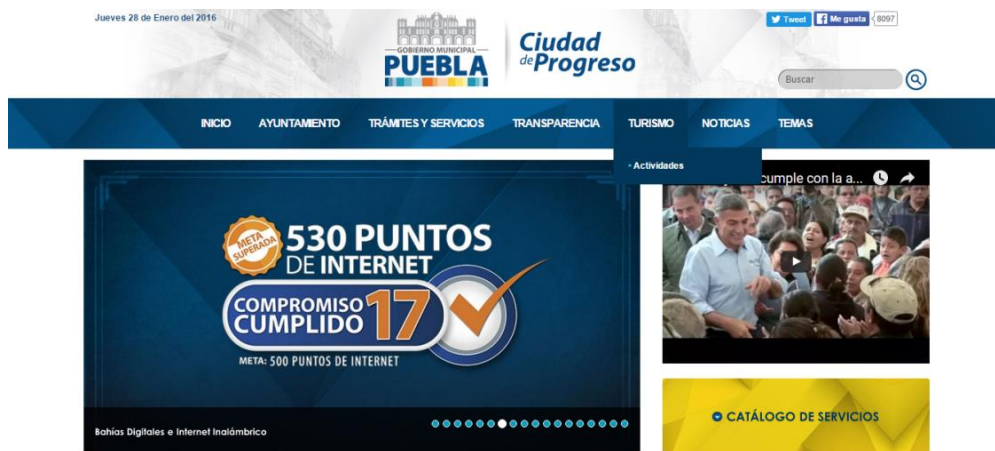 Jueves 28 de Enero del 2016
Tweet
Me gusta
8097
GOBIERNO MUNICIPAL
PUEBLA
Ciudad
de Progreso
Buscar
INICIO AYUNTAMIENTO TRÁMITES Y SERVICIOS TRANSPARENCIA TURISMO NOTICIAS TEMAS
• Actividades
cumple con la a...
META
SUPERADA
530 PUNTOS
DE INTERNET
COMPROMISO
CUMPLIDO
17
META: 500 PUNTOS DE INTERNET
Bahías Digitales e Internet Inalámbrico
CATÁLOGO DE SERVICIOS